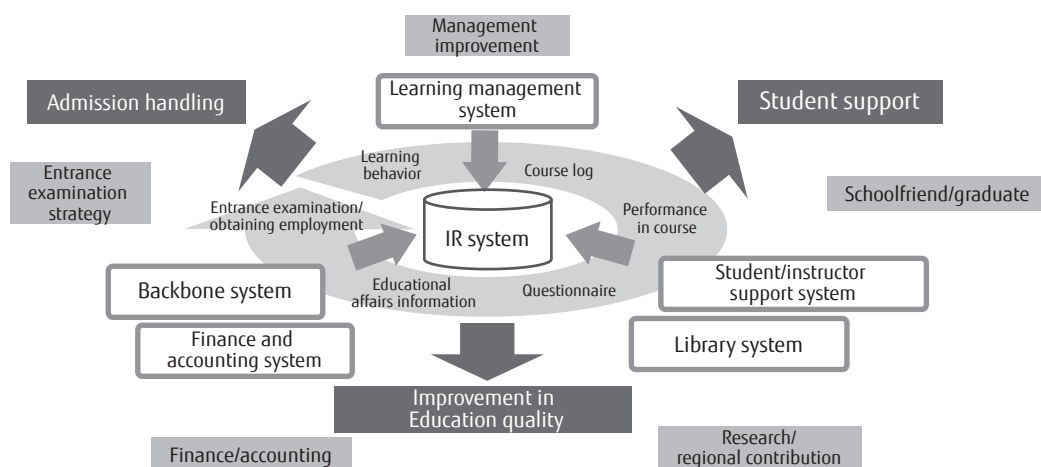 Management
improvement
Admission handling
Learning management
system
Student support
Learning
behavior
Course log
Entrance
examination
strategy
Entrance examination/
obtaining employment
IR system
Performance
in course
Schoolfriend/graduate
Backbone system
Educational
affairs information
Questionnaire
Student/instructor
support system
Finance and
accounting system
Library system
Improvement in
Education quality
Finance/accounting
Research/
regional contribution